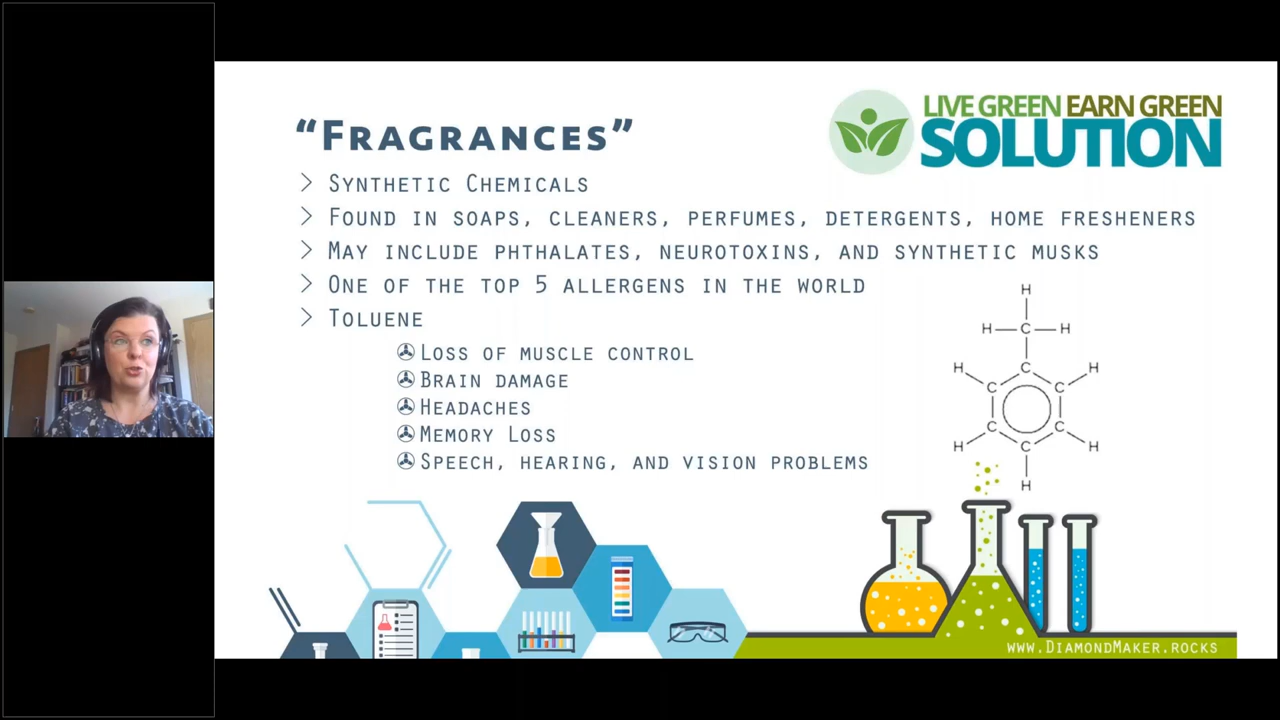 LIVE GREEN EARN GREEN
SOLUTION
“FRAGRANCES”
SYNTHETIC CHEMICALS
FOUND IN SOAPS, CLEANERS, PERFUMES, DETERGENTS, HOME FRESHENERS
MAY INCLUDE PHTHALATES, NEUROTOXINS, AND SYNTHETIC MUSKS
ONE OF THE TOP 5 ALLERGENS IN THE WORLD
TOLUENE
LOSS OF MUSCLE CONTROL
BRAIN DAMAGE
HEADACHES
MEMORY LOSS
SPEECH, HEARING, AND VISION PROBLEMS
H
H C H
H C H
C C
C C
H C H
H
WWW.DIAMONDMAKER.ROCKS